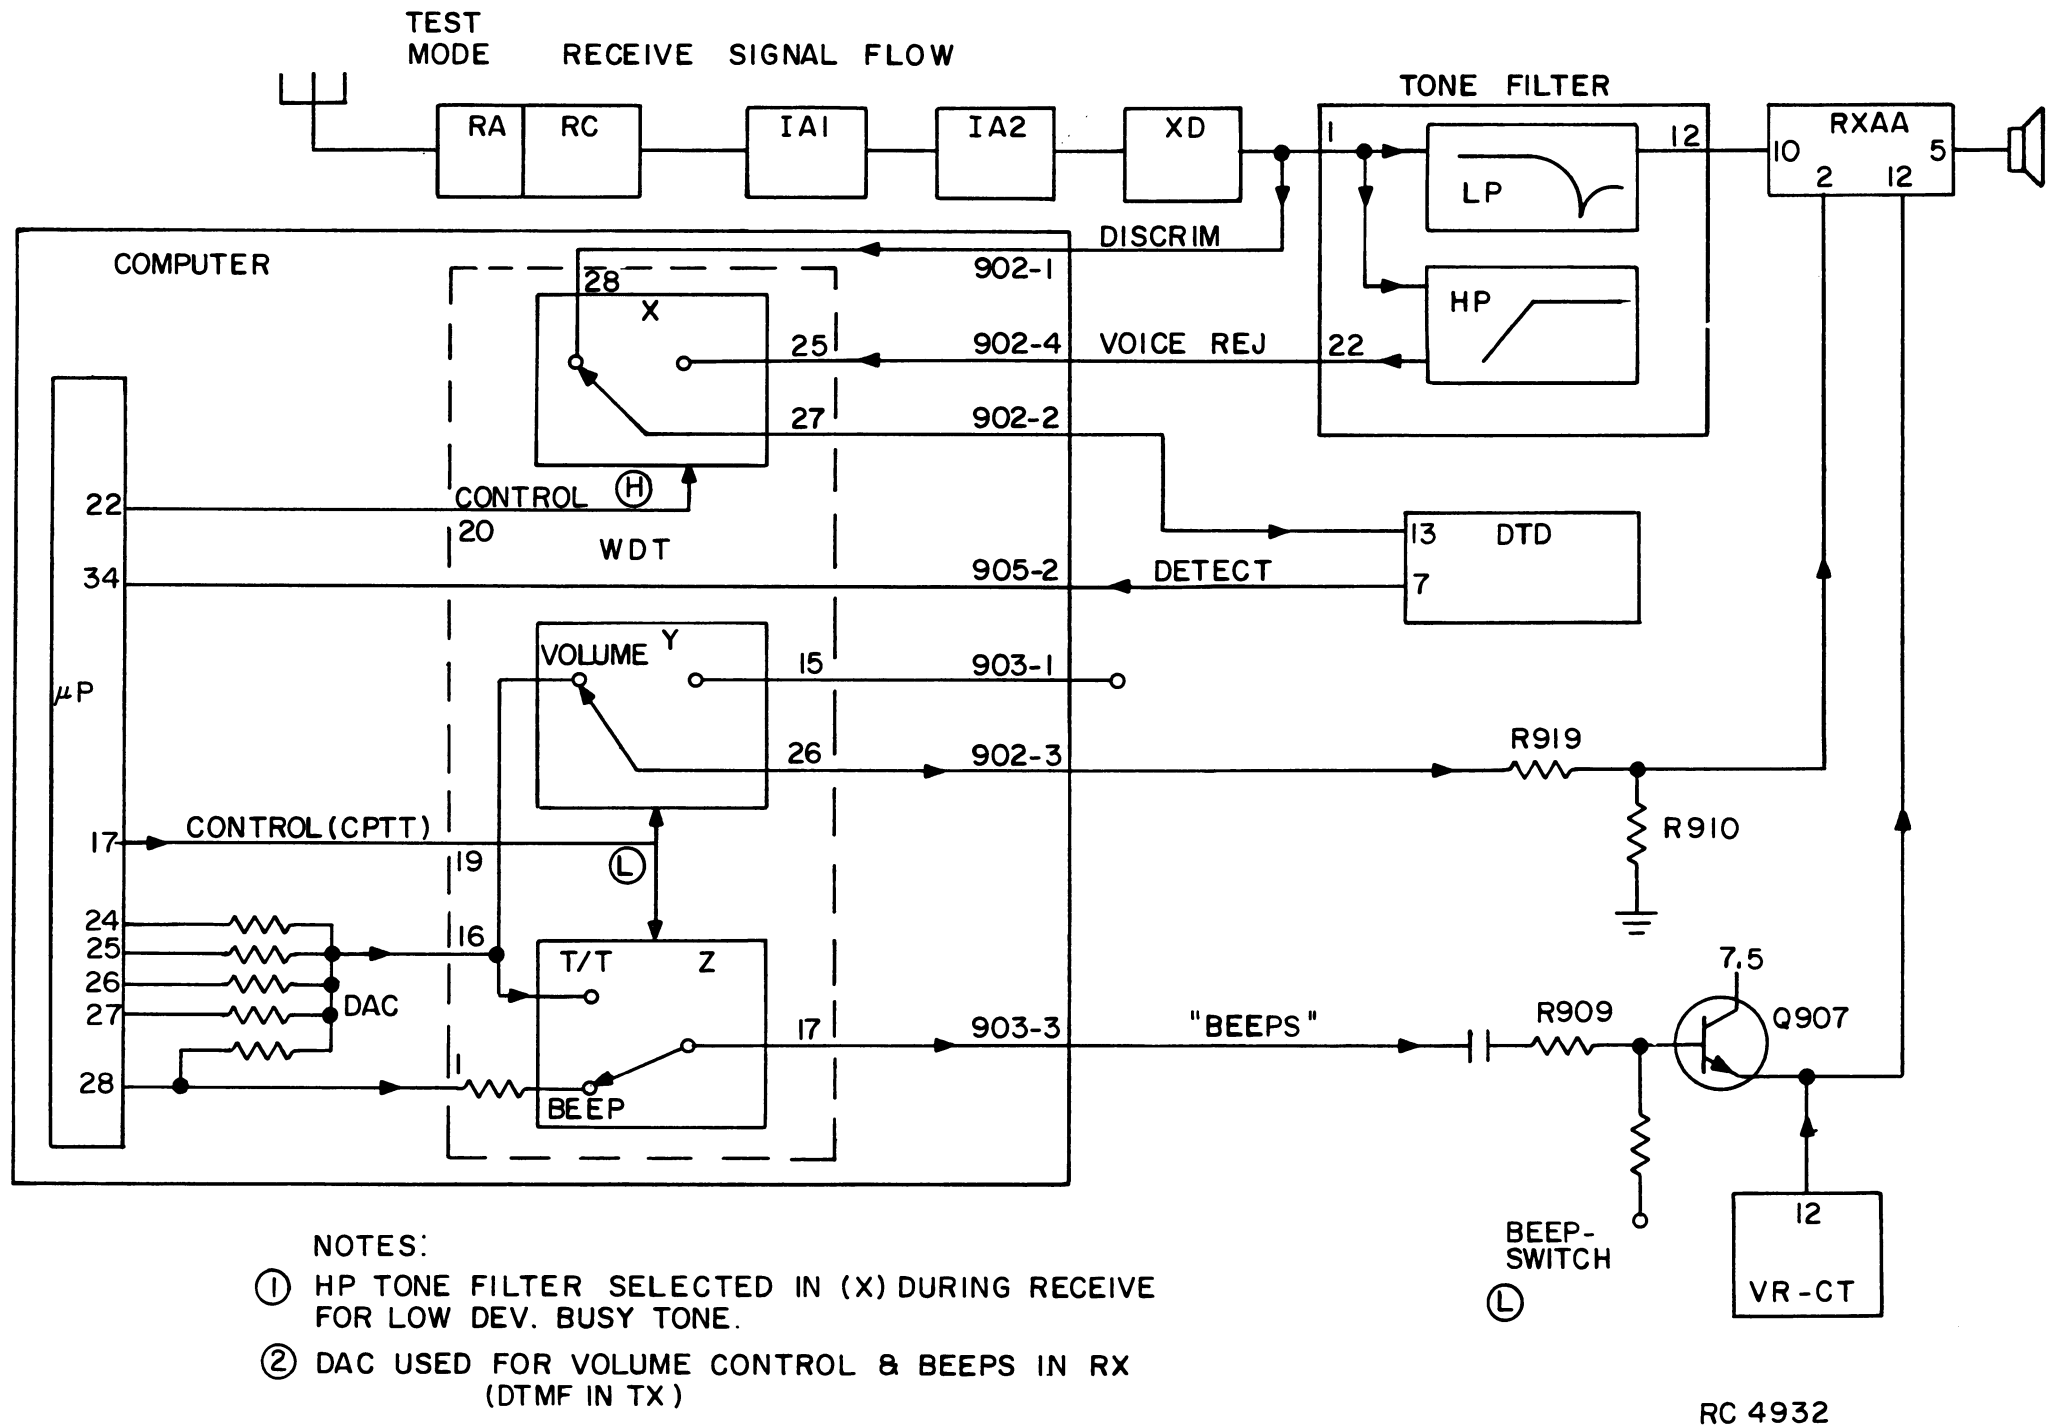 TEST
MODE RECEIVE SIGNAL FLOW
TONE FILTER
RA RC IA1 IA2 XD 1 12 RXAA
10 5
2 12
LP
DISCRIM
COMPUTER 902-1
28
X HP
25 902-4 VOICE REJ 22
27 902-2
22 CONTROL H
20
WDT 13 DTD
34 905-2 DETECT 7
Y
VOLUME 15 903-1
μP
26 902-3 R919
17 CONTROL (CPTT) R910
19 L
24
25 16
26 T/T Z 7.5
27 DAC
17 903-3 "BEEPS" R909 Q907
28 1
BEEP
12
BEEP-
SWITCH
L
VR-CT
NOTES:
1 HP TONE FILTER SELECTED IN (X) DURING RECEIVE
FOR LOW DEV. BUSY TONE.
2 DAC USED FOR VOLUME CONTROL & BEEPS IN RX
(DTMF IN TX)
RC 4932